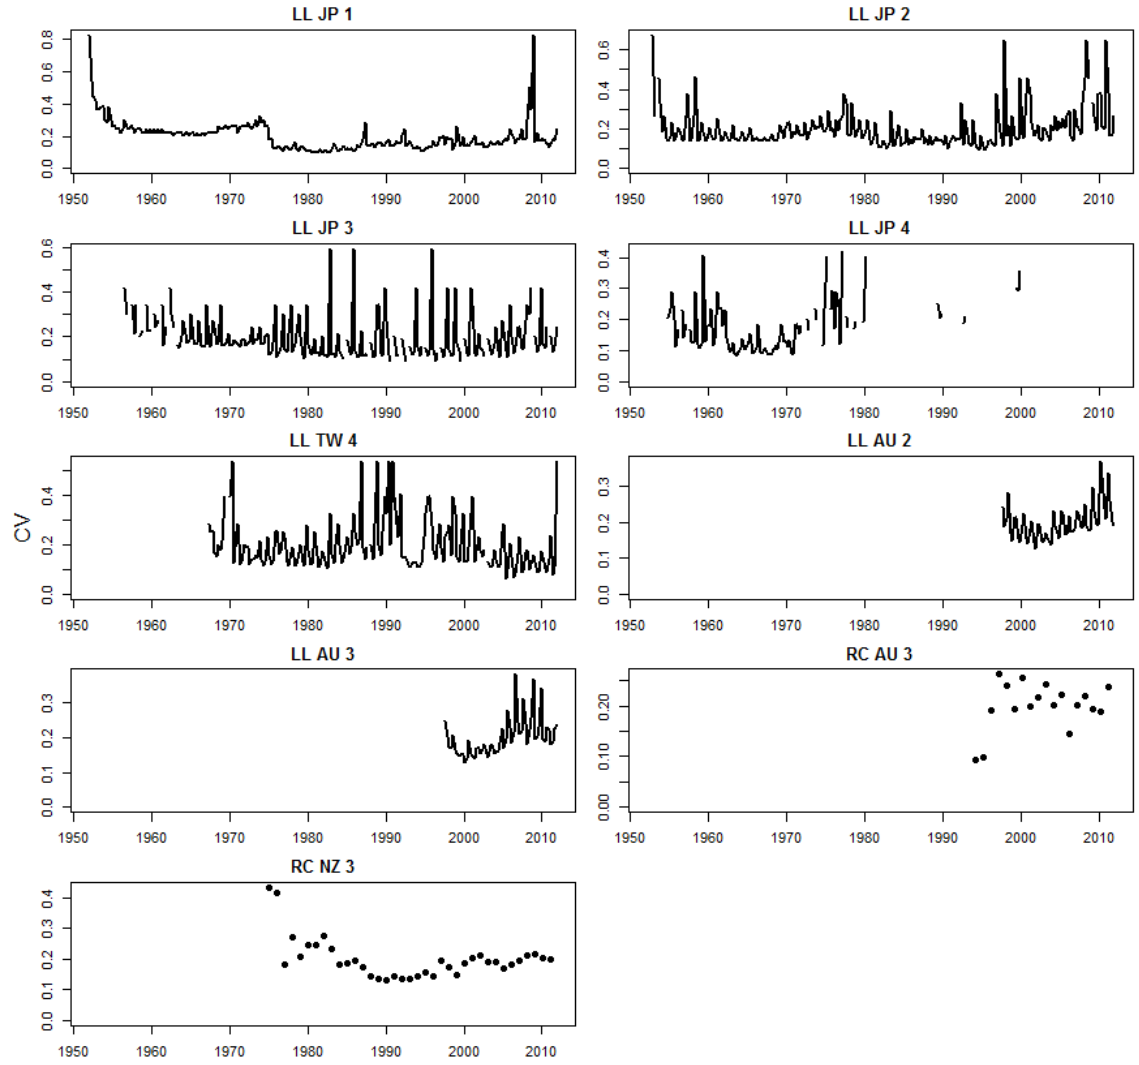 LL JP 1
0.0 0.2 0.4 0.6 0.8
1950 1960 1970 1980 1990 2000 2010
LL JP 2
0.0 0.2 0.4 0.6
1950 1960 1970 1980 1990 2000 2010
LL JP 3
0.0 0.2 0.4 0.6
1950 1960 1970 1980 1990 2000 2010
LL JP 4
0.0 0.1 0.2 0.3 0.4
1950 1960 1970 1980 1990 2000 2010
LL TW 4
0.0 0.2 0.4
1950 1960 1970 1980 1990 2000 2010
LL AU 2
0.0 0.1 0.2 0.3
1950 1960 1970 1980 1990 2000 2010
CV
LL AU 3
0.0 0.1 0.2 0.3
1950 1960 1970 1980 1990 2000 2010
RC AU 3
0.00 0.10 0.20
1950 1960 1970 1980 1990 2000 2010
RC NZ 3
0.0 0.1 0.2 0.3 0.4
1950 1960 1970 1980 1990 2000 2010